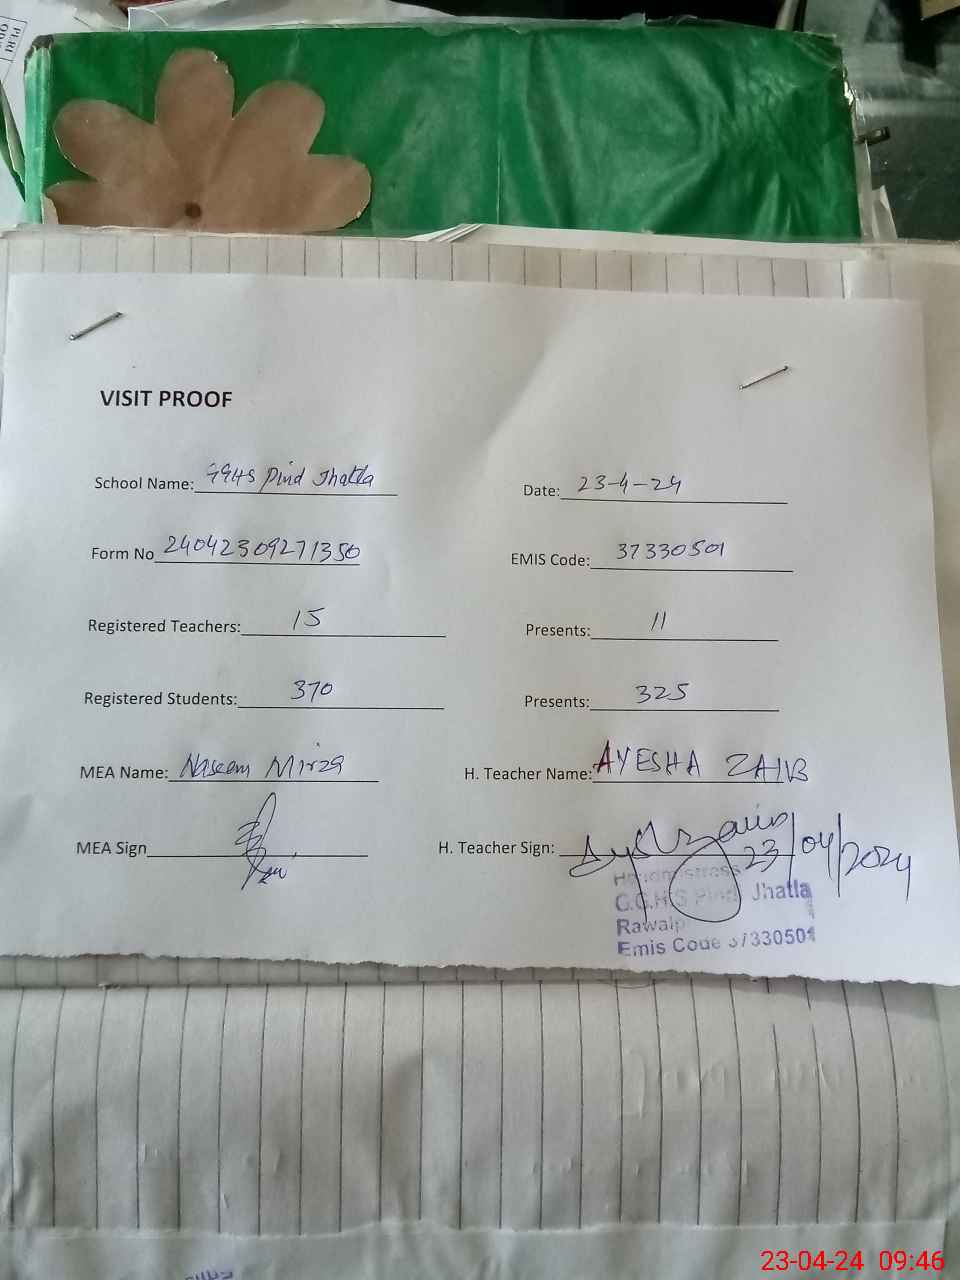 VISIT PROOF
School Name: GGHS Pind Jhatla Date: 23-4-24
Form No 24042309271350 EMIS Code: 37330501
Registered Teachers: 15 Presents: 11
Registered Students: 370 Presents: 325
MEA Name: Naseem Mirza H. Teacher Name: AYESHA ZAIB
MEA Sign H. Teacher Sign:
23/04/2024
Headmistress
G.G.H.S Pind Jhatla
Emis Code 37330501
23-04-24 09:46